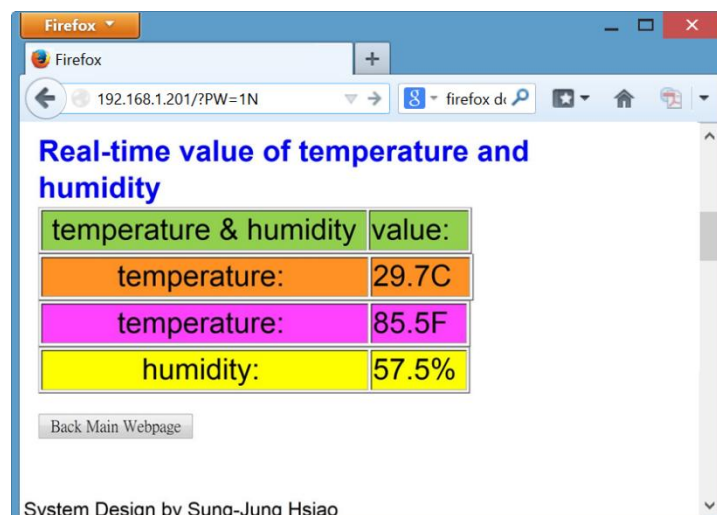 Firefox
Firefox
192.168.1.201/?PW=1N
8
firefox
Real-time value of temperature and
humidity
temperature & humidity value:
temperature: 29.7C
temperature: 85.5F
humidity: 57.5%
Back Main Webpage
System Design by Sung-Jung Hsiao